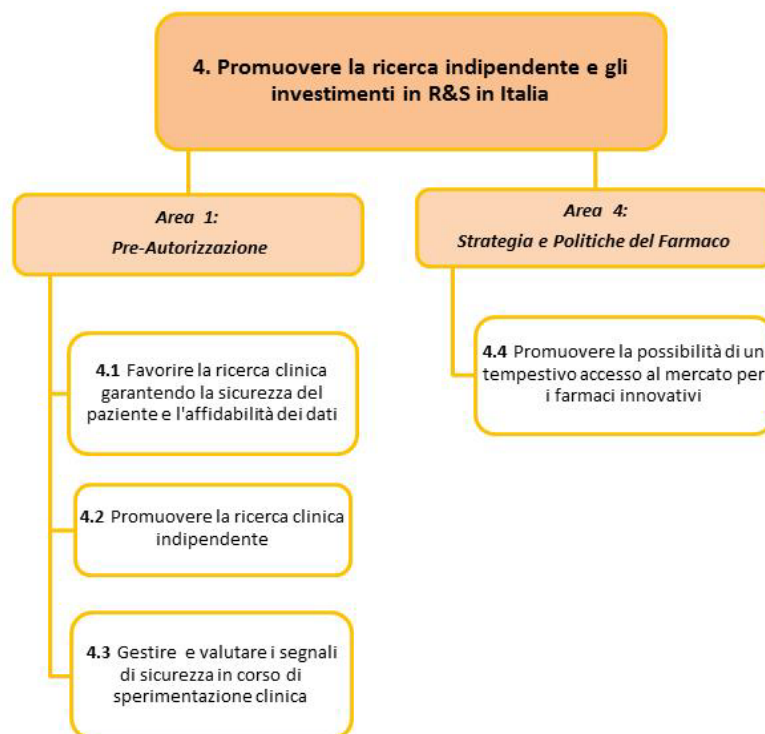 4. Promuovere la ricerca indipendente e gli
investimenti in R&S in Italia
Area 1:
Pre-Autorizzazione
Area 4:
Strategia e Politiche del Farmaco
4.1 Favorire la ricerca clinica
garantendo la sicurezza del
paziente e l'affidabilità dei dati
4.2 Promuovere la ricerca clinica
indipendente
4.3 Gestire e valutare i segnali
di sicurezza in corso di
sperimentazione clinica
4.4 Promuovere la possibilità di un
tempestivo accesso al mercato per
i farmaci innovativi